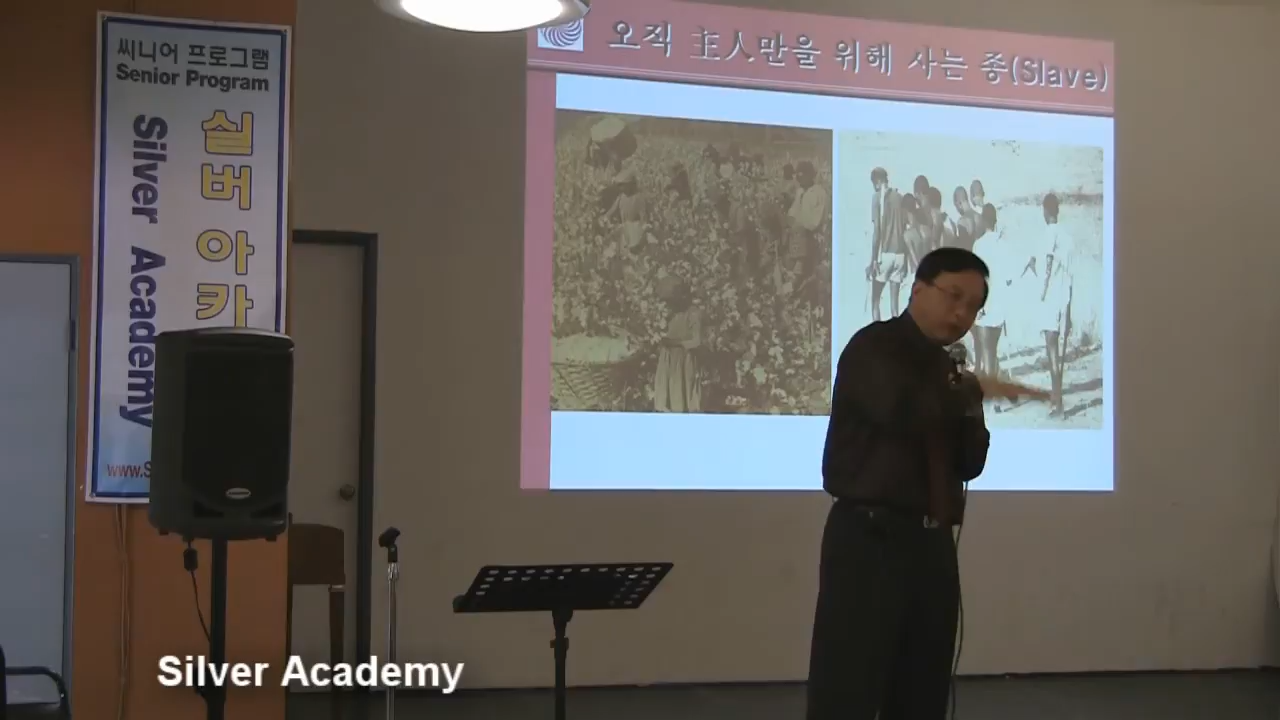 오직 主人만을 위해 사는 종(Slave)
씨니어 프로그램
Senior Program
실버 아카
Silver Academy
www.S
Silver Academy